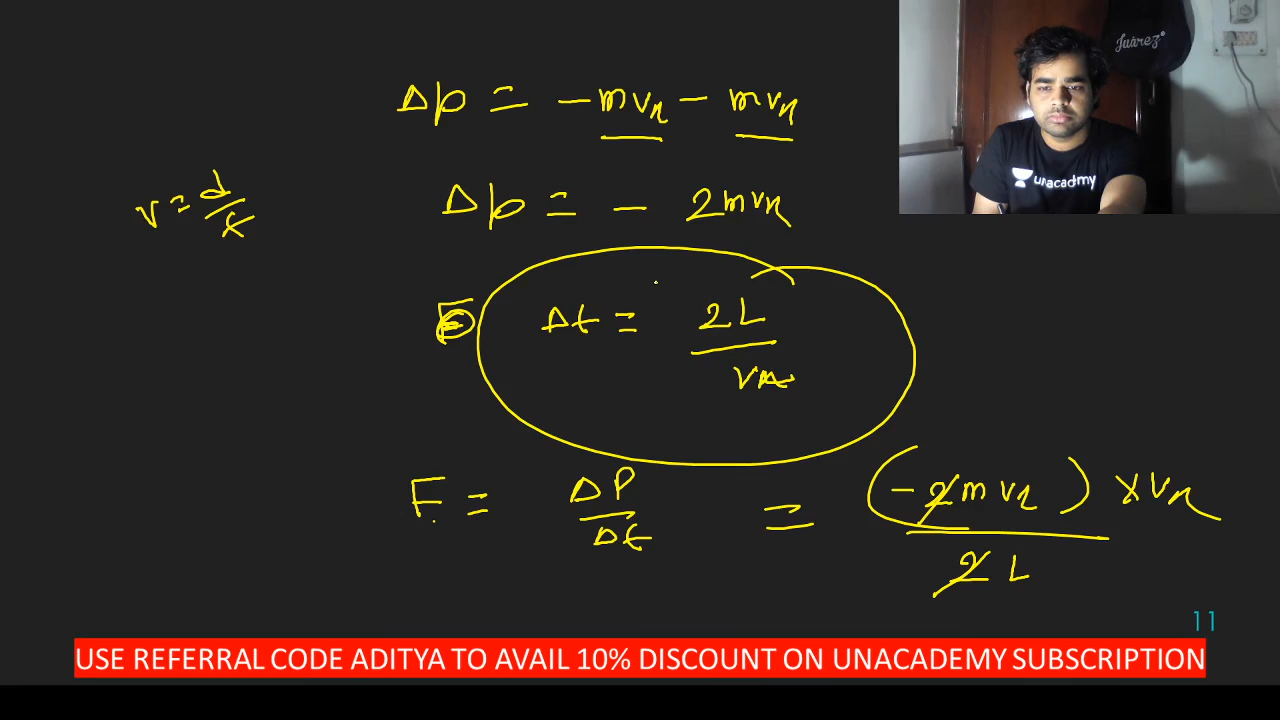 Juárez
Δp = -mvx - mvx
unacademy
v = d/t
Δp = - 2mvx
Δt = 2L/vx
F = ΔP/Δt = (-2mvx) × vx / 2L
11
USE REFERRAL CODE ADITYA TO AVAIL 10% DISCOUNT ON UNACADEMY SUBSCRIPTION